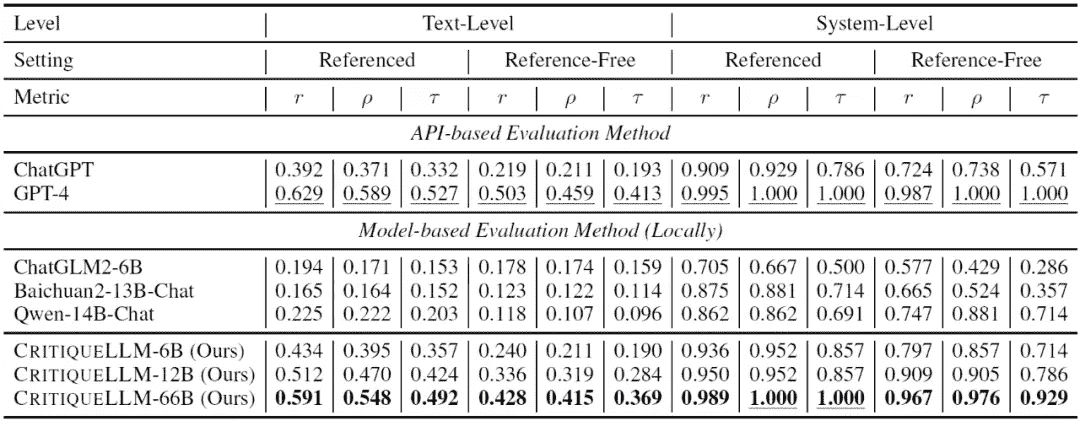 Level Text-Level System-Level
Setting Referenced Reference-Free Referenced Reference-Free
Metric r ρ τ r ρ τ r ρ τ r ρ τ
API-based Evaluation Method
ChatGPT 0.392 0.371 0.332 0.219 0.211 0.193 0.909 0.929 0.786 0.724 0.738 0.571
GPT-4 0.629 0.589 0.527 0.503 0.459 0.413 0.995 1.000 1.000 0.987 1.000 1.000
Model-based Evaluation Method (Locally)
ChatGLM2-6B 0.194 0.171 0.153 0.178 0.174 0.159 0.705 0.667 0.500 0.577 0.429 0.286
Baichuan2-13B-Chat 0.165 0.164 0.152 0.123 0.122 0.114 0.875 0.881 0.714 0.665 0.524 0.357
Qwen-14B-Chat 0.225 0.222 0.203 0.118 0.107 0.096 0.862 0.862 0.691 0.747 0.881 0.714
CRITIQUELLM-6B (Ours) 0.434 0.395 0.357 0.240 0.211 0.190 0.936 0.952 0.857 0.797 0.857 0.714
CRITIQUELLM-12B (Ours) 0.512 0.470 0.424 0.336 0.319 0.284 0.950 0.952 0.857 0.909 0.905 0.786
CRITIQUELLM-66B (Ours) 0.591 0.548 0.492 0.428 0.415 0.369 0.989 1.000 1.000 0.967 0.976 0.929